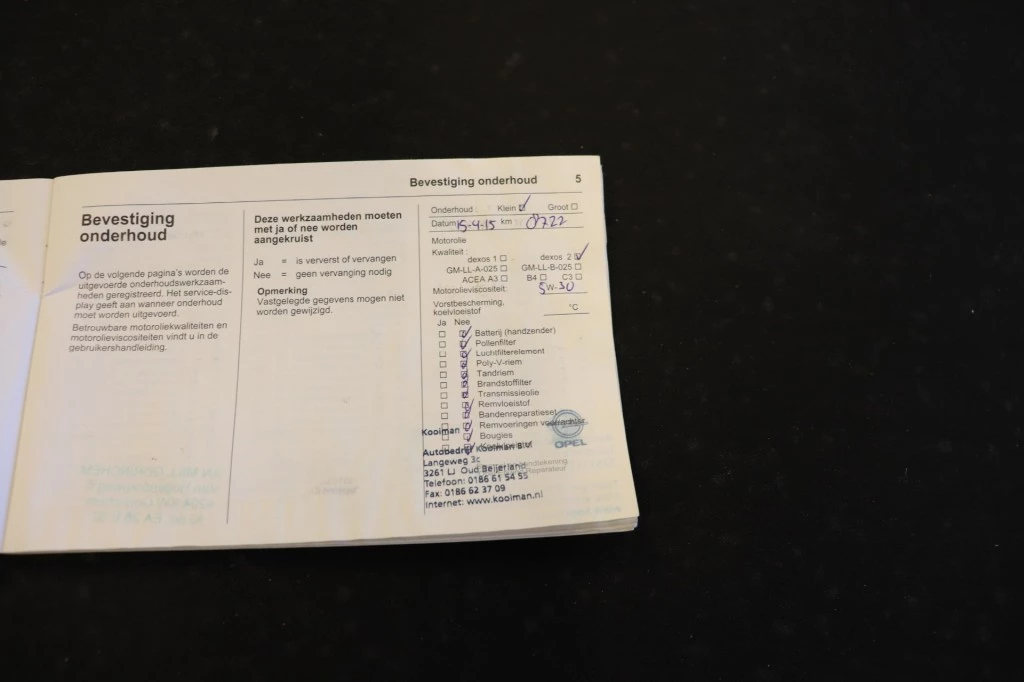 Bevestiging onderhoud 5
Bevestiging
onderhoud
Op de volgende pagina's worden de
uitgevoerde onderhoudswerkzaam-
heden geregistreerd. Het service-dis-
play geeft aan wanneer onderhoud
moet worden uitgevoerd.
Betrouwbare motoroliekwaliteiten en
motorolieviscositeiten vindt u in de
gebruikershandleiding.
Deze werkzaamheden moeten
met ja of nee worden
aangekruist
Ja = is ververst of vervangen
Nee = geen vervanging nodig
Opmerking
Vastgelegde gegevens mogen niet
worden gewijzigd.
Onderhoud : Klein Groot
Datum 15-4-15 km 0722
Motorolie
Kwaliteit :
dexos 1 dexos 2
GM-LL-A-025 GM-LL-B-025
ACEA A3 B4 C3
Motorolieviscositeit: 5W-30
Vorstbescherming,
koelvloeistof °C
Ja Nee
Batterij (handzender)
Pollenfilter
Luchtfilterelement
Poly-V-riem
Tandriem
Brandstoffilter
Transmissieolie
Remvloeistof
Bandenreparatieset
Remvoeringen
Bougies
Kooiman
OPEL
Autobedrijf Kooiman B.V.
Langeweg 3c
3261 LJ Oud Beijerland
Telefoon: 0186 61 54 55
Fax: 0186 62 37 09
Internet: www.kooiman.nl